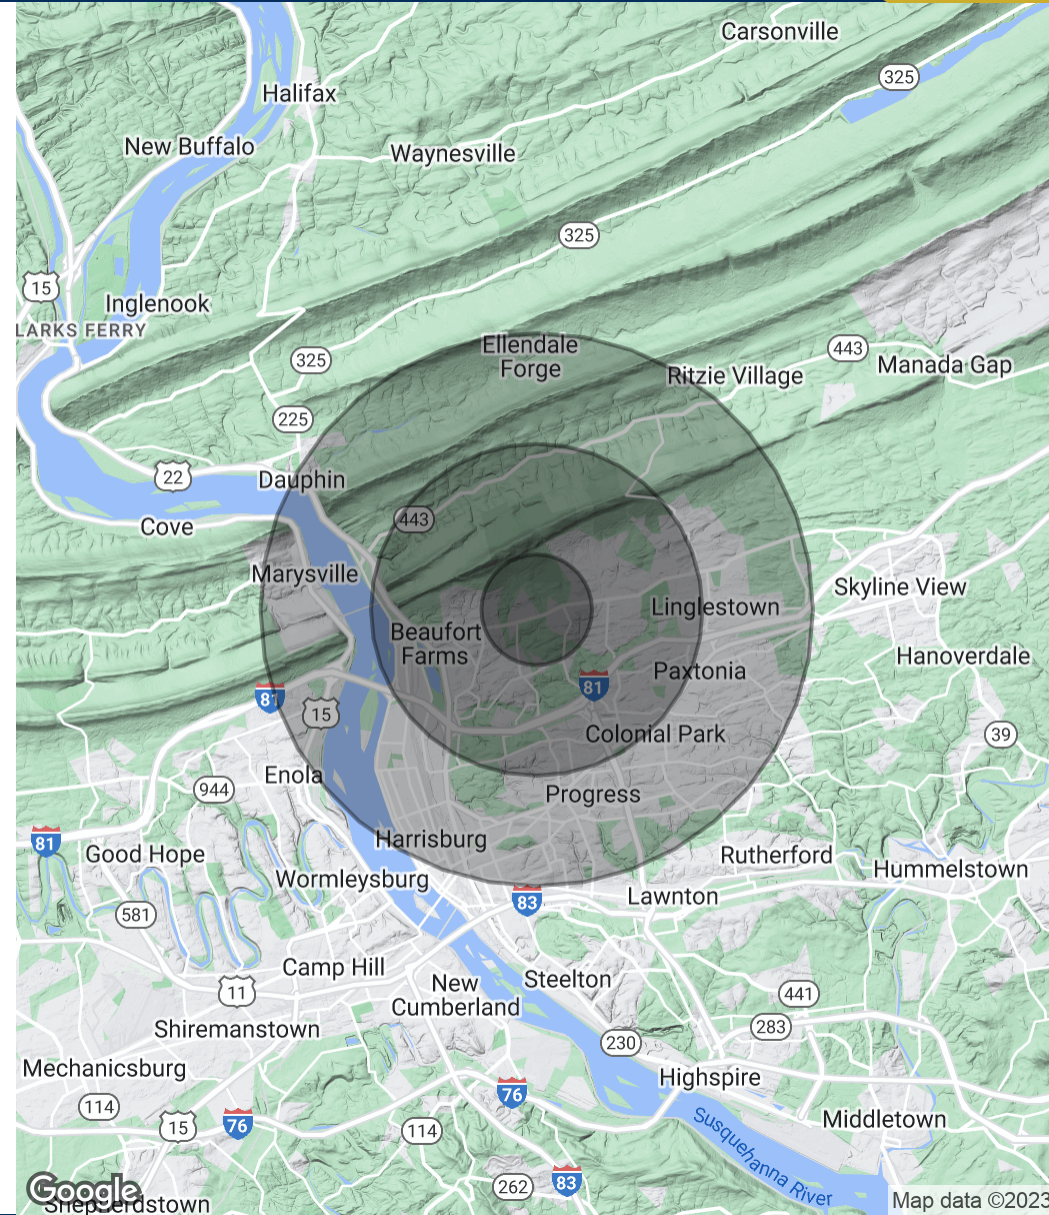 Carsonville
325
Halifax
New Buffalo
Waynesville
325
15
Inglenook
LARKS FERRY
Ellendale
Forge
443
325
Ritzie Village
Manada Gap
225
22
Dauphin
443
Cove
Marysville
Skyline View
Linglestown
Beaufort
Farms
Hanoverdale
Paxtonia
81
81
15
Colonial Park
39
Enola
944
Progress
Harrisburg
81
Good Hope
Rutherford
Hummelstown
Wormleysburg
Lawnton
83
581
Camp Hill
Steelton
New
Cumberland
11
441
Shiremanstown
283
230
Mechanicsburg
Highspire
76
114
Middletown
15
76
114
Susquehanna River
83
262
Google
Shepherdstown
Map data ©2023